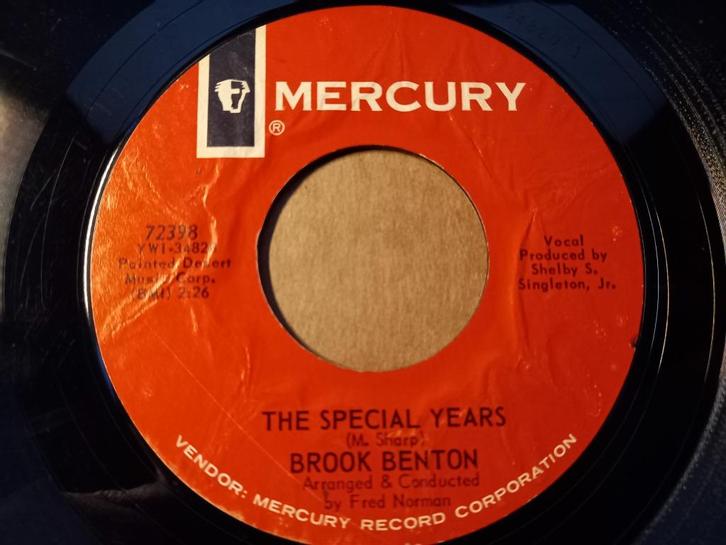 MERCURY
®
72398
YW1-3482
Painted Desert
Music Corp.
(BMI) 2:26
Vocal
Produced by
Shelby S.
Singleton, Jr.
THE SPECIAL YEARS
(M. Sharp)
BROOK BENTON
Arranged & Conducted
by Fred Norman
VENDOR: MERCURY RECORD CORPORATION